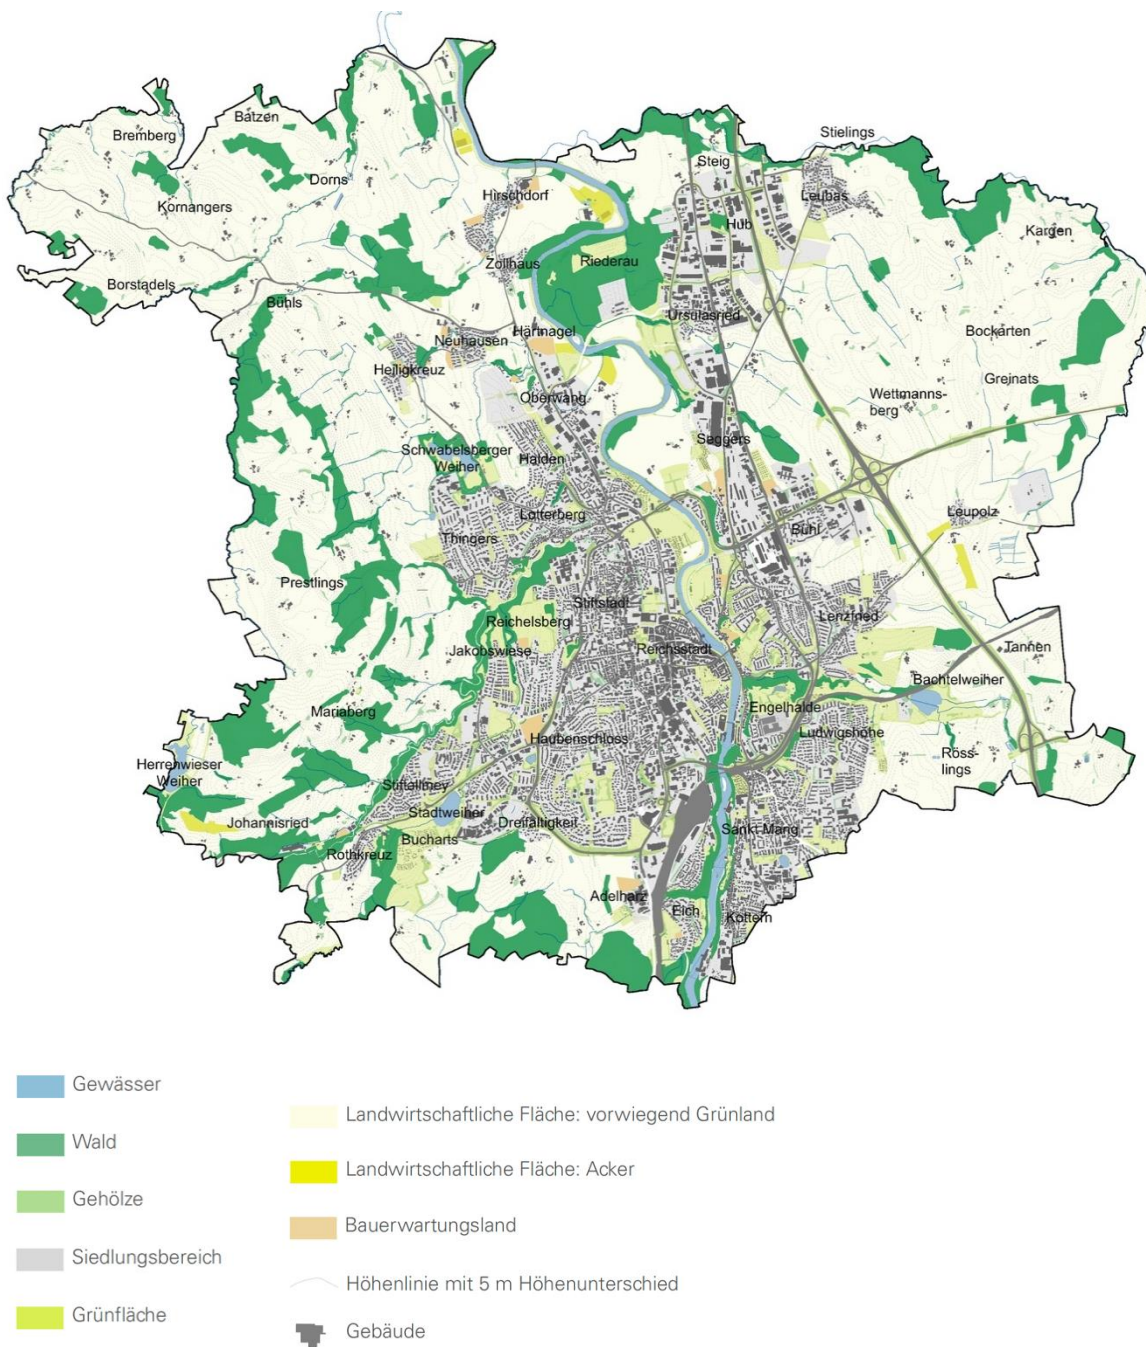 Stielings
Bremberg
Batzen
Steig
Dorns
Hirschdorf
Leubas
Kornangers
Hub
Kargen
Zollhaus
Riederau
Borstadels
Bühls
Ursulasried
Härtnagel
Neuhausen
Bockarten
Heiligkreuz
Greinats
Oberwang
Wettmanns-
berg
Seggers
Schwabelsberger
Weiher
Halden
Leupolz
Lotterberg
Bühl
Thingers
Prestlings
Stiftstadt
Reichelsberg
Lenzfried
Jakobswiese
Reichsstadt
Tannen
Bachtelweiher
Engelhalde
Mariaberg
Ludwigshöhe
Haubenschloss
Röss-
lings
Herrenwieser
Weiher
Stiftallmey
Stadtweiher
Johannisried
Dreifaltigkeit
Sankt Mang
Bucharts
Rothkreuz
Adelharz
Eich
Kottern
Gewässer
Wald
Gehölze
Siedlungsbereich
Grünfläche
Landwirtschaftliche Fläche: vorwiegend Grünland
Landwirtschaftliche Fläche: Acker
Bauerwartungsland
Höhenlinie mit 5 m Höhenunterschied
Gebäude